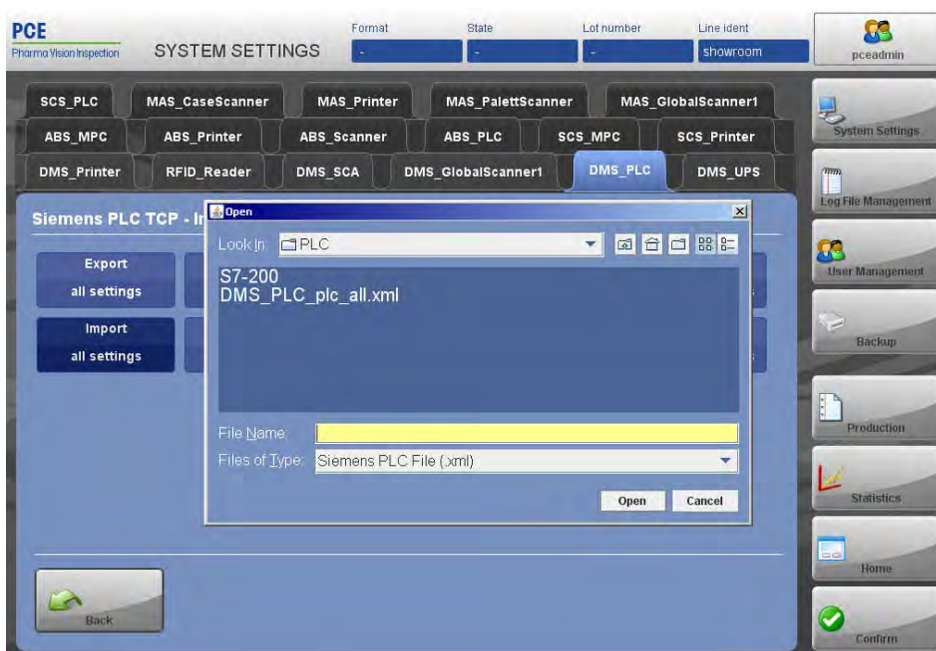 PCE
Pharma Vision Inspection
SYSTEM SETTINGS
Format
-
State
-
Lot number
-
Line ident
showroom
pceadmin
SCS_PLC
MAS_CaseScanner
MAS_Printer
MAS_PalettScanner
MAS_GlobalScanner1
ABS_MPC
ABS_Printer
ABS_Scanner
ABS_PLC
SCS_MPC
SCS_Printer
DMS_Printer
RFID_Reader
DMS_SCA
DMS_GlobalScanner1
DMS_PLC
DMS_UPS
Siemens PLC TCP - I
Export
all settings
Import
all settings
Open
Look In:
PLC
S7-200
DMS_PLC_plc_all.xml
File Name:
Files of Type:
Siemens PLC File (.xml)
Open
Cancel
Back
System Settings
Log File Management
User Management
Backup
Production
Statistics
Home
Confirm